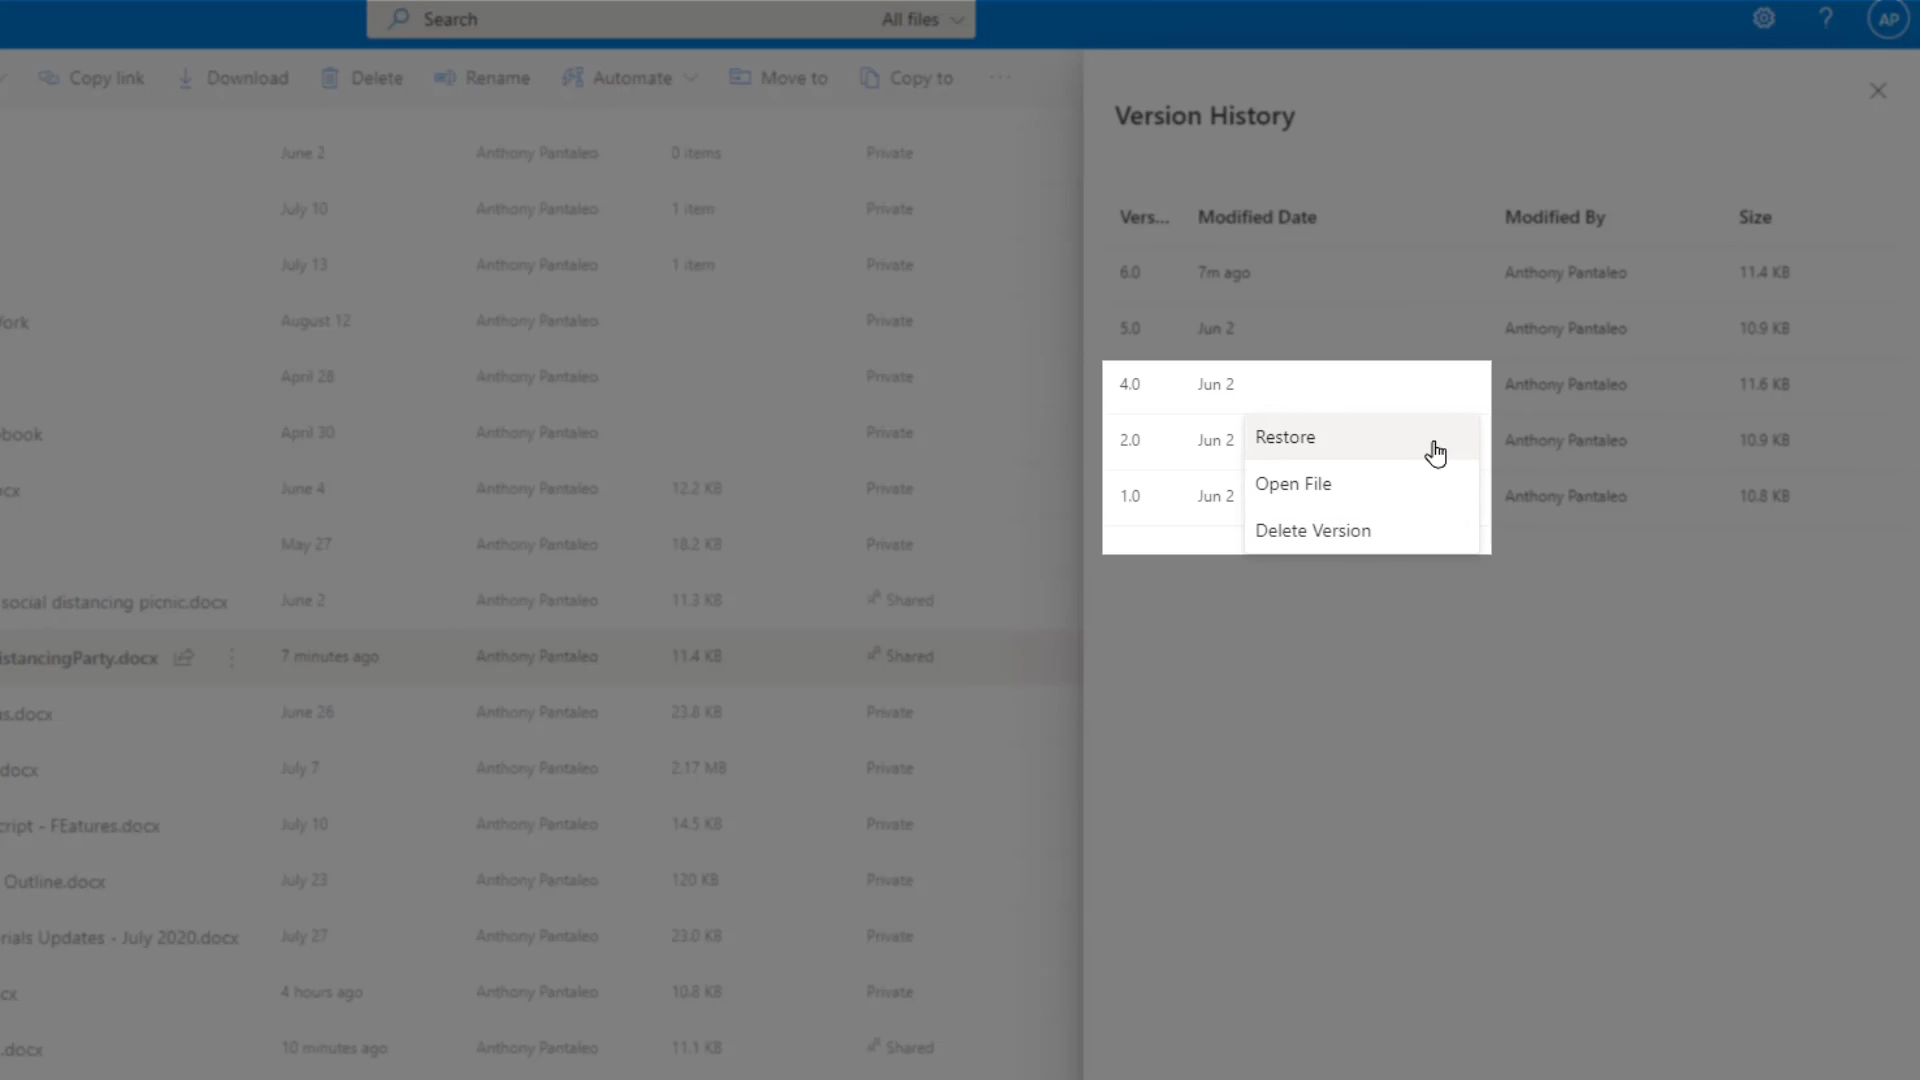 Search All files ? AP
Copy link Download Delete Rename Automate Move to Copy to ...
June 2 Anthony Pantaleo 0 items Private
July 10 Anthony Pantaleo 1 item Private
July 13 Anthony Pantaleo 1 item Private
August 12 Anthony Pantaleo Private
April 28 Anthony Pantaleo Private
book April 30 Anthony Pantaleo Private
cx June 4 Anthony Pantaleo 12.2 KB Private
May 27 Anthony Pantaleo 18.2 KB Private
social distancing picnic.docx June 2 Anthony Pantaleo 11.3 KB Shared
istancingParty.docx 7 minutes ago Anthony Pantaleo 11.4 KB Shared
s.docx June 26 Anthony Pantaleo 23.8 KB Private
docx July 7 Anthony Pantaleo 2.17 MB Private
cript - FEatures.docx July 10 Anthony Pantaleo 14.5 KB Private
Outline.docx July 23 Anthony Pantaleo 120 KB Private
rials Updates - July 2020.docx July 27 Anthony Pantaleo 23.0 KB Private
cx 4 hours ago Anthony Pantaleo 10.8 KB Private
.docx 10 minutes ago Anthony Pantaleo 11.1 KB Shared
Version History
Vers... Modified Date Modified By Size
6.0 7m ago Anthony Pantaleo 11.4 KB
5.0 Jun 2 Anthony Pantaleo 10.9 KB
4.0 Jun 2 Anthony Pantaleo 11.6 KB
2.0 Jun 2 Anthony Pantaleo 10.9 KB
1.0 Jun 2 Anthony Pantaleo 10.8 KB
Restore
Open File
Delete Version